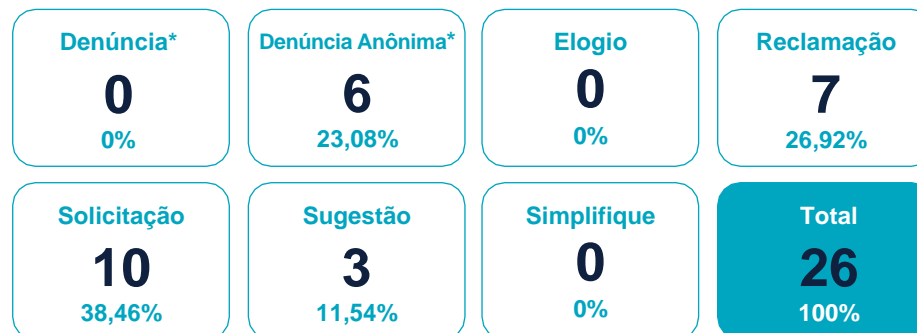 Denúncia*
0
0%
Denúncia Anônima*
6
23,08%
Elogio
0
0%
Reclamação
7
26,92%
Solicitação
10
38,46%
Sugestão
3
11,54%
Simplifique
0
0%
Total
26
100%